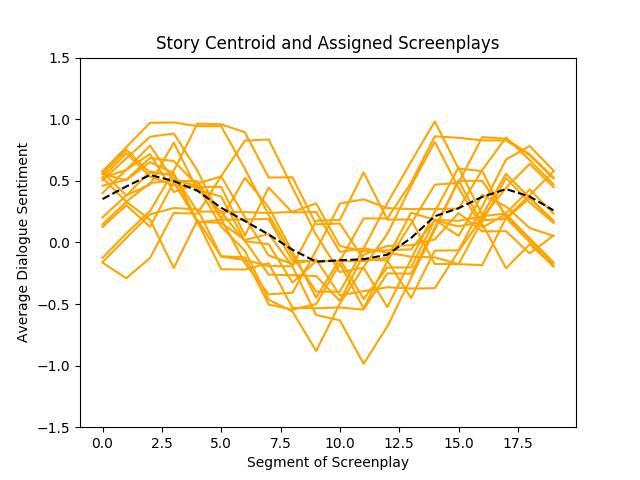 Story Centroid and Assigned Screenplays
Average Dialogue Sentiment
1.5
1.0
0.5
0.0
−0.5
−1.0
−1.5
0.0 2.5 5.0 7.5 10.0 12.5 15.0 17.5
Segment of Screenplay